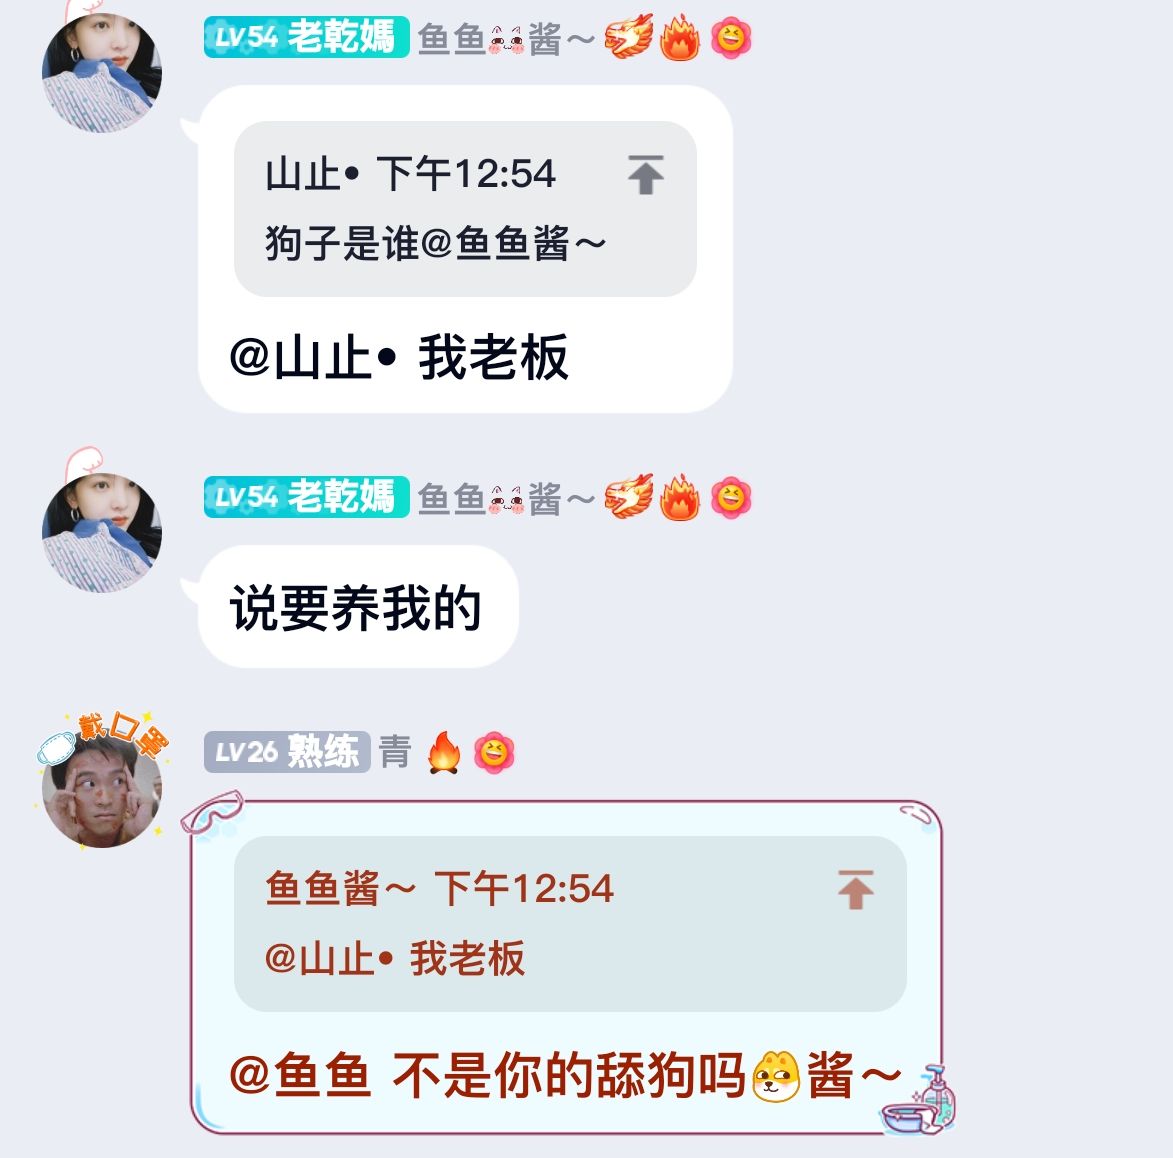 LV54 老乾媽 鱼鱼酱～
山止• 下午12:54
狗子是谁@鱼鱼酱～
@山止• 我老板
LV54 老乾媽 鱼鱼酱～
说要养我的
戴口罩
LV26 熟练 青
鱼鱼酱～ 下午12:54
@山止• 我老板
@鱼鱼 不是你的舔狗吗酱～